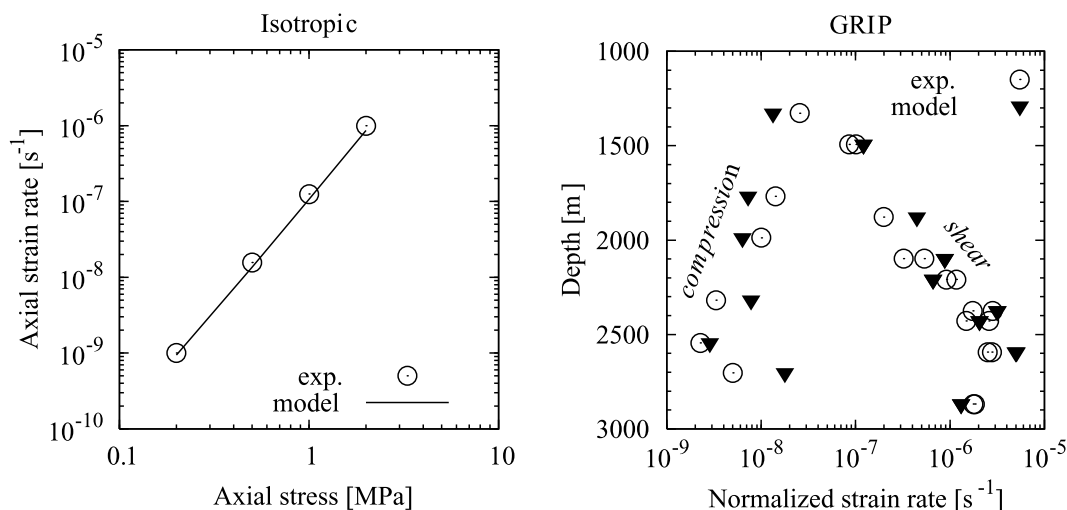 Isotropic
10^-5
10^-6
10^-7
10^-8
10^-9
10^-10
Axial strain rate [s^-1]
exp.
model
0.1
1
10
Axial stress [MPa]
GRIP
1000
1500
2000
2500
3000
Depth [m]
exp.
model
compression
shear
10^-9
10^-8
10^-7
10^-6
10^-5
Normalized strain rate [s^-1]